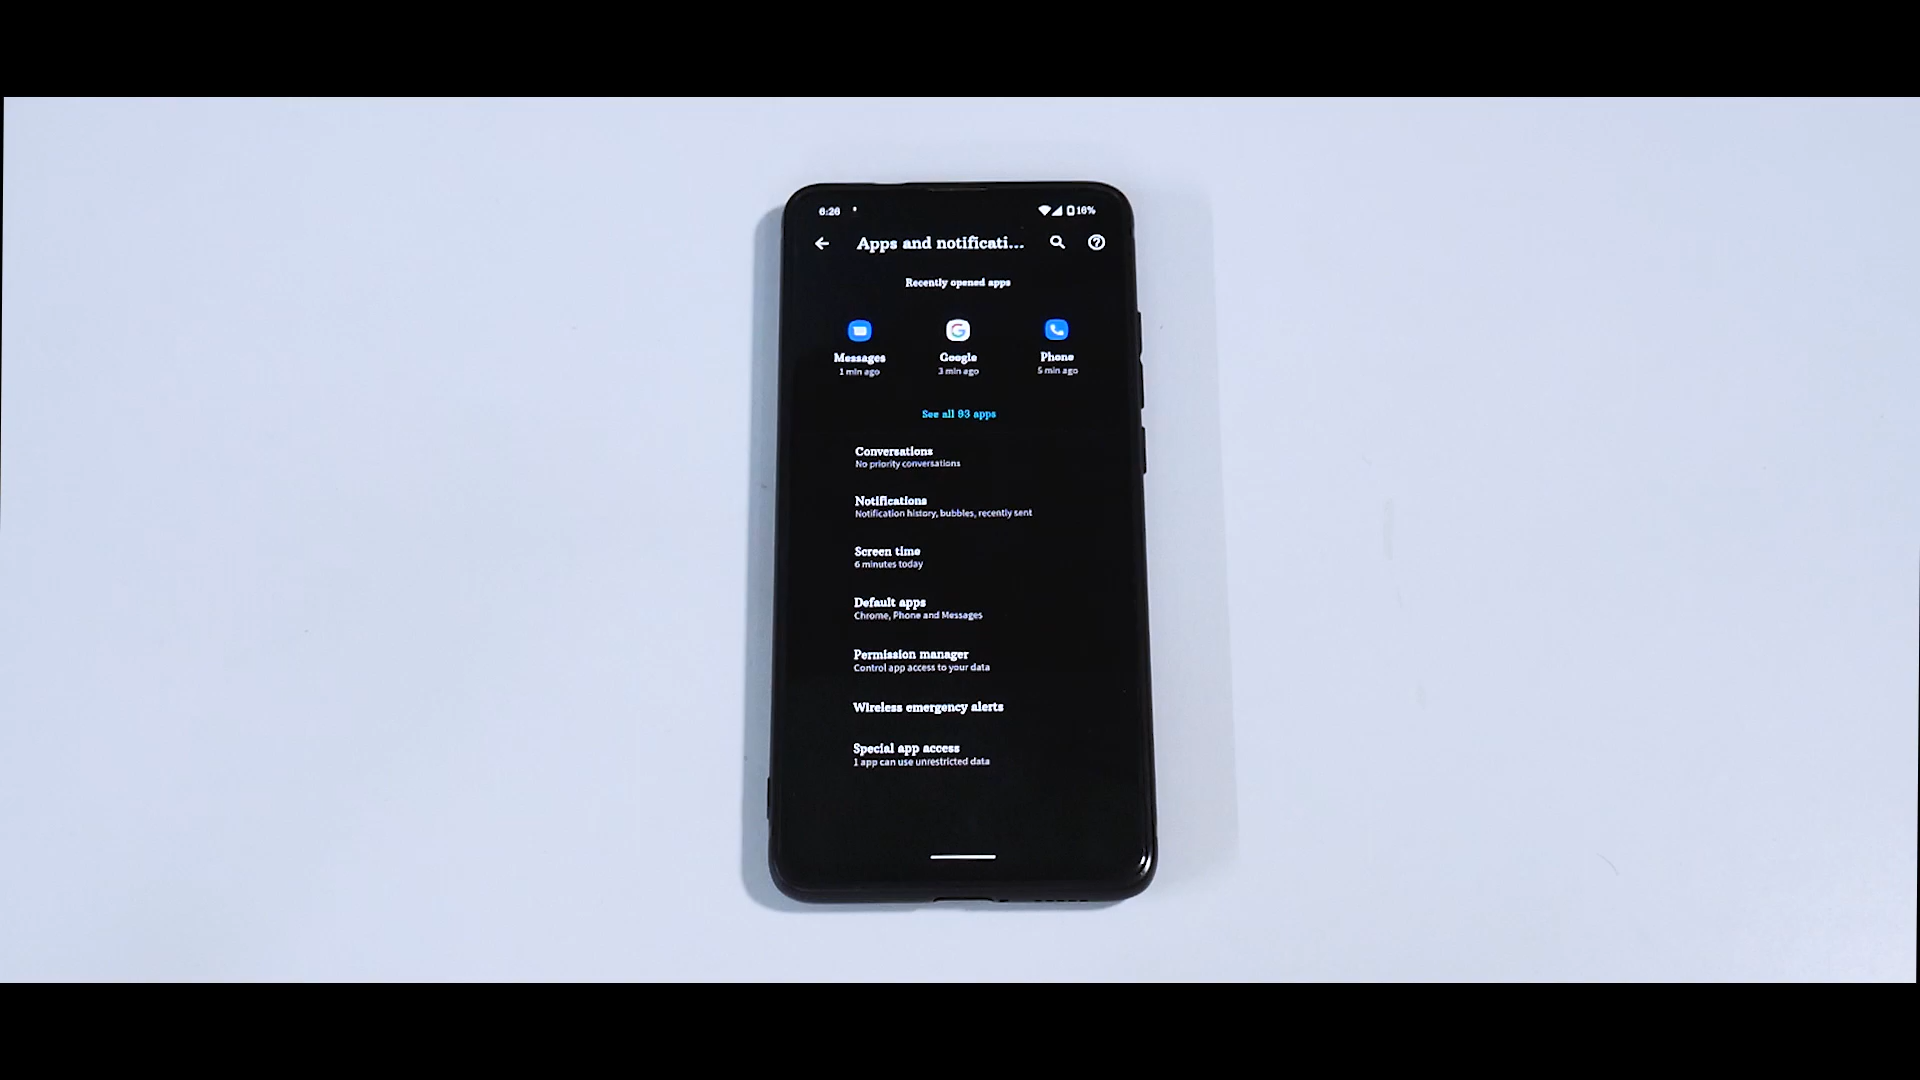 6:26 16%
Apps and notificati...
Recently opened apps
Messages Google Phone
1 min ago 3 min ago 5 min ago
See all 93 apps
Conversations
No priority conversations
Notifications
Notification history, bubbles, recently sent
Screen time
6 minutes today
Default apps
Chrome, Phone and Messages
Permission manager
Control app access to your data
Wireless emergency alerts
Special app access
1 app can use unrestricted data